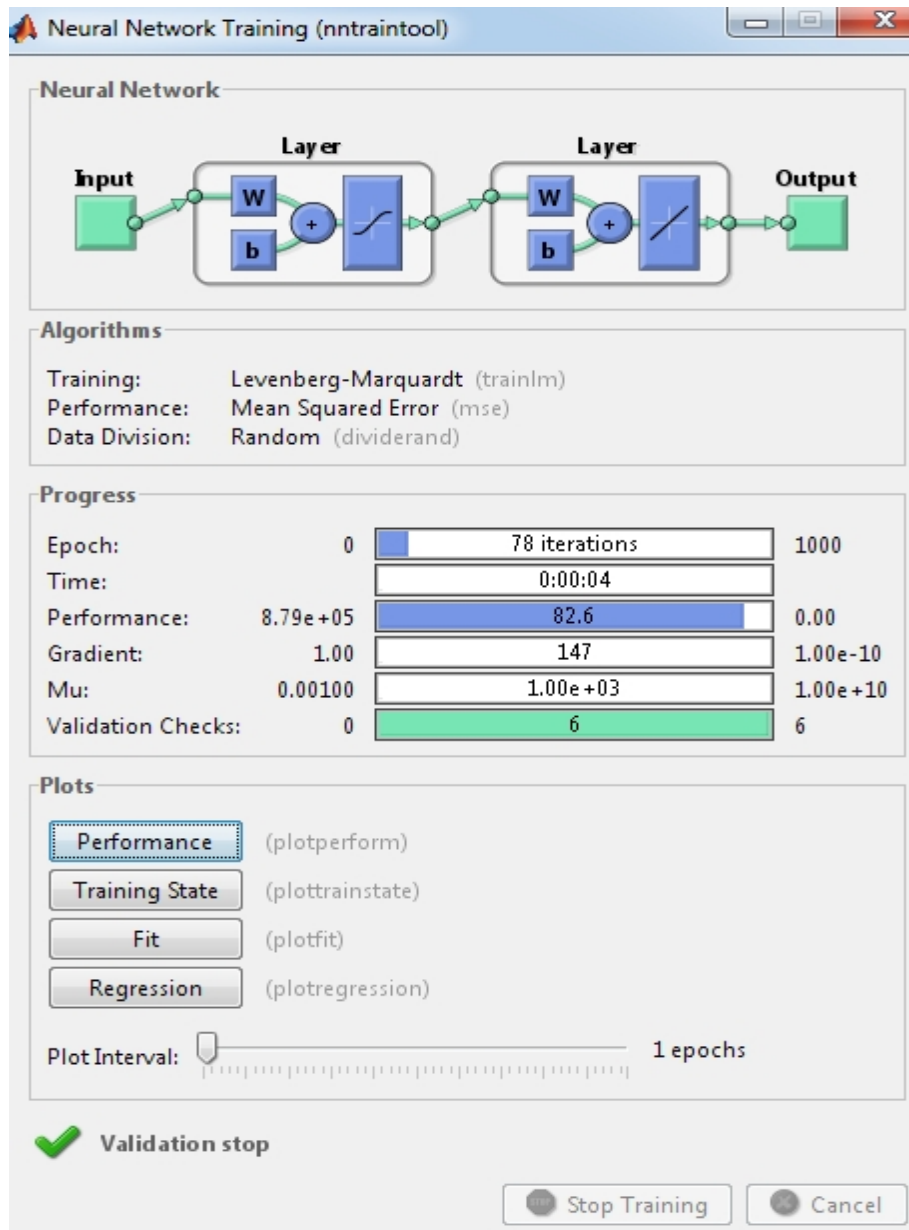 Neural Network Training (nntraintool)
Neural Network
Layer
Layer
Input
Output
W
b
+
W
b
+
Algorithms
Training: Levenberg-Marquardt (trainlm)
Performance: Mean Squared Error (mse)
Data Division: Random (dividerand)
Progress
Epoch: 0 78 iterations 1000
Time: 0:00:04
Performance: 8.79e+05 82.6 0.00
Gradient: 1.00 147 1.00e-10
Mu: 0.00100 1.00e+03 1.00e+10
Validation Checks: 0 6 6
Plots
Performance (plotperform)
Training State (plottrainstate)
Fit (plotfit)
Regression (plotregression)
Plot Interval: 1 epochs
Validation stop
STOP Stop Training Cancel